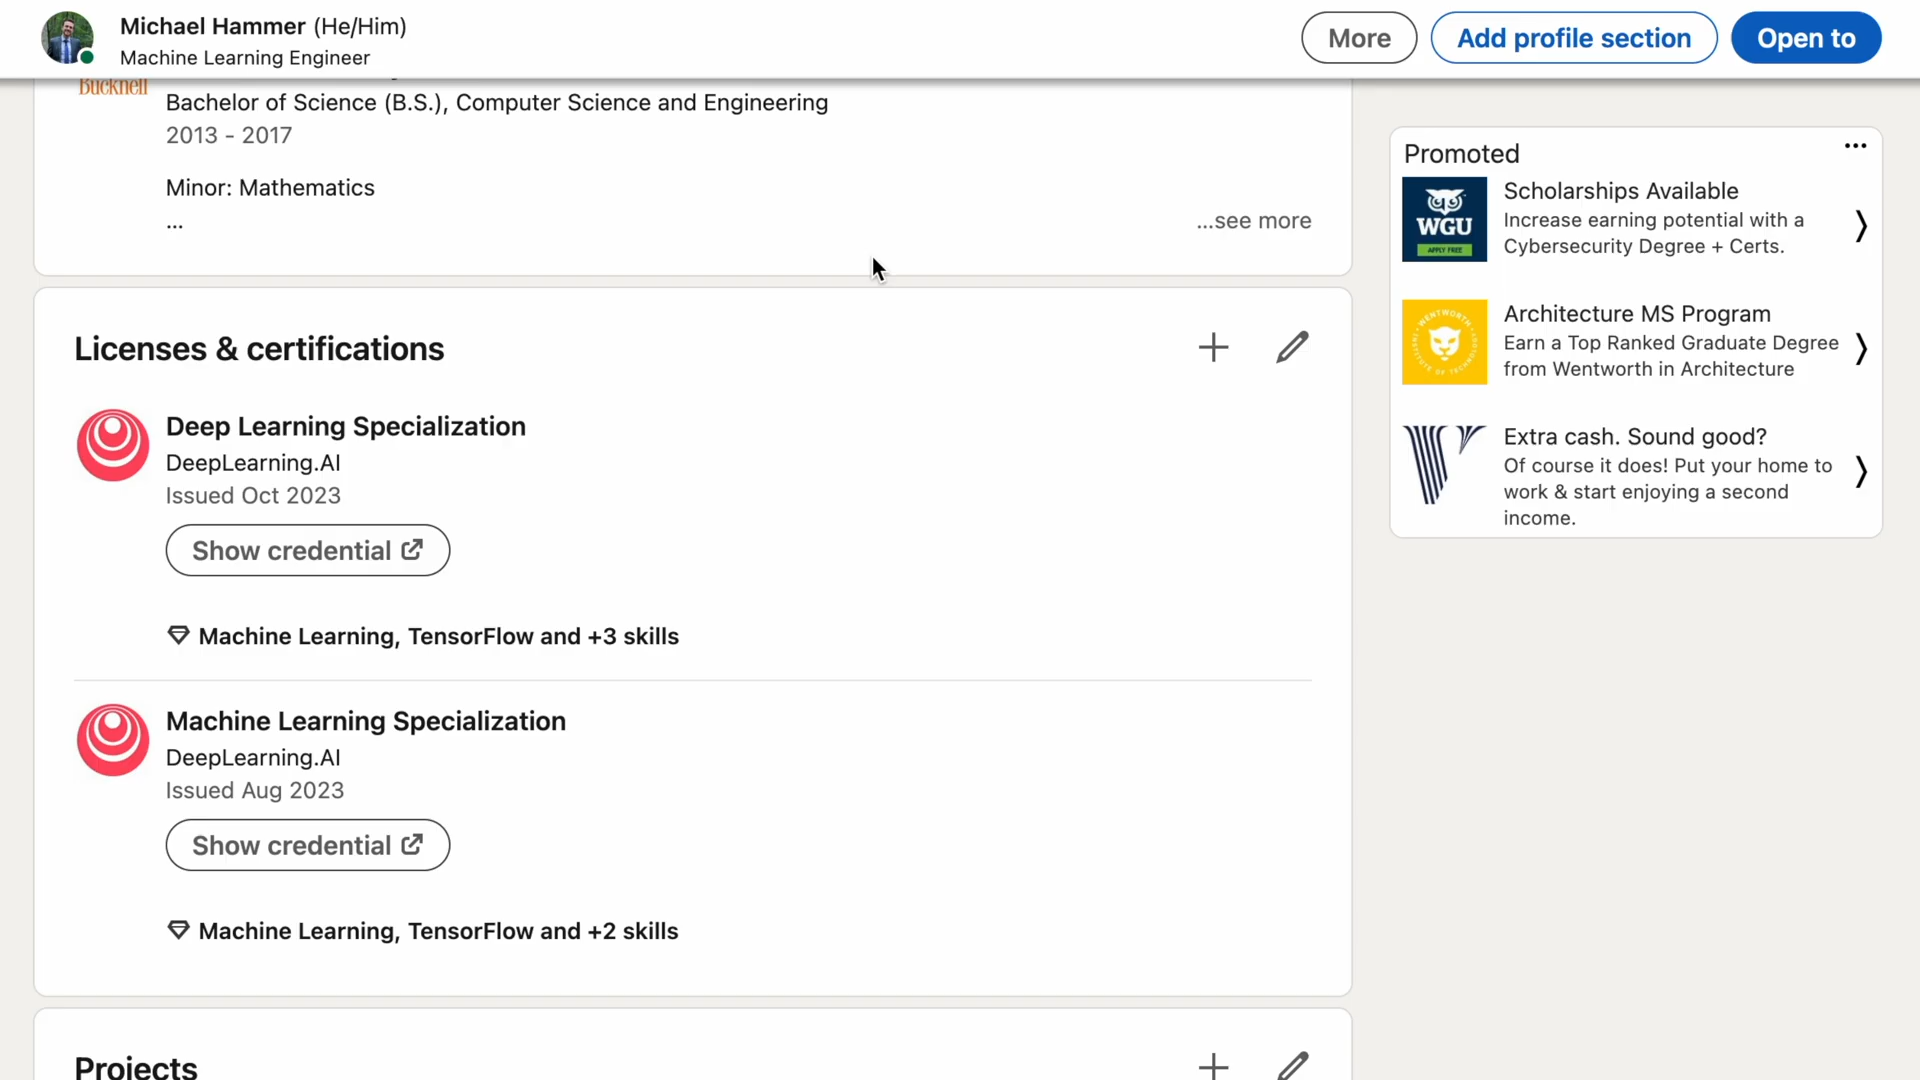 Michael Hammer (He/Him)
Machine Learning Engineer
More
Add profile section
Open to
Bucknell
Bachelor of Science (B.S.), Computer Science and Engineering
2013 - 2017
Minor: Mathematics
...
...see more
Licenses & certifications
Deep Learning Specialization
DeepLearning.AI
Issued Oct 2023
Show credential
Machine Learning, TensorFlow and +3 skills
Machine Learning Specialization
DeepLearning.AI
Issued Aug 2023
Show credential
Machine Learning, TensorFlow and +2 skills
Projects
Promoted
WGU
APPLY FREE
Scholarships Available
Increase earning potential with a
Cybersecurity Degree + Certs.
WENTWORTH
Architecture MS Program
Earn a Top Ranked Graduate Degree
from Wentworth in Architecture
Extra cash. Sound good?
Of course it does! Put your home to
work & start enjoying a second
income.